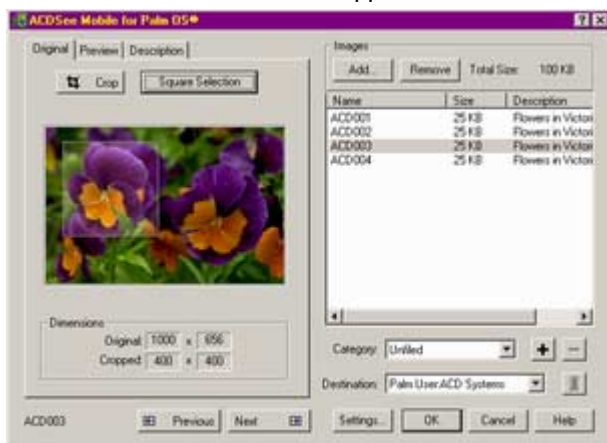 ACDSee Mobile for Palm OS®
Original Preview Description
Crop Square Selection
Dimensions
Original: 1000 x 656
Cropped: 400 x 400
ACD003 Previous Next
Images
Add... Remove Total Size: 100 KB
Name Size Description
ACD001 25 KB Flowers in Victori
ACD002 25 KB Flowers in Victori
ACD003 25 KB Flowers in Victori
ACD004 25 KB Flowers in Victori
Category: Unfiled
Destination: Palm User:ACD Systems
Settings... OK Cancel Help